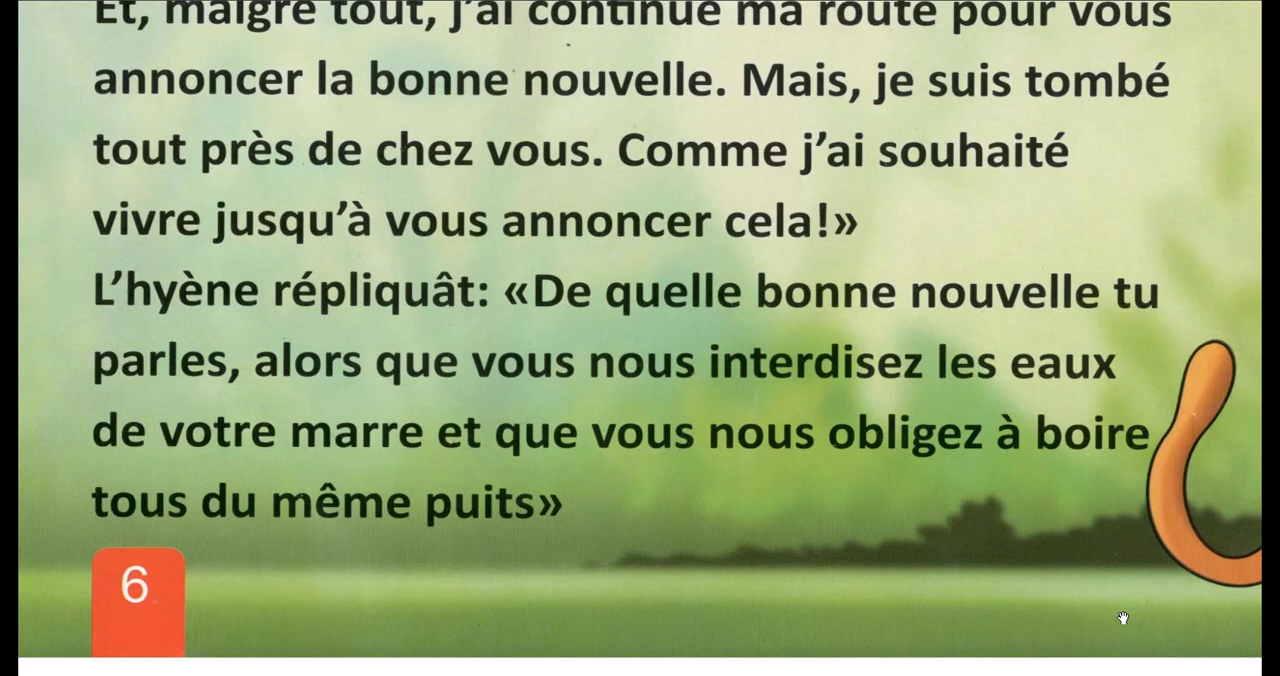 Et, malgré tout, j’ai continué ma route pour vous
annoncer la bonne nouvelle. Mais, je suis tombé
tout près de chez vous. Comme j’ai souhaité
vivre jusqu’à vous annoncer cela!»
L’hyène répliquât: «De quelle bonne nouvelle tu
parles, alors que vous nous interdisez les eaux
de votre marre et que vous nous obligez à boire
tous du même puits»
6